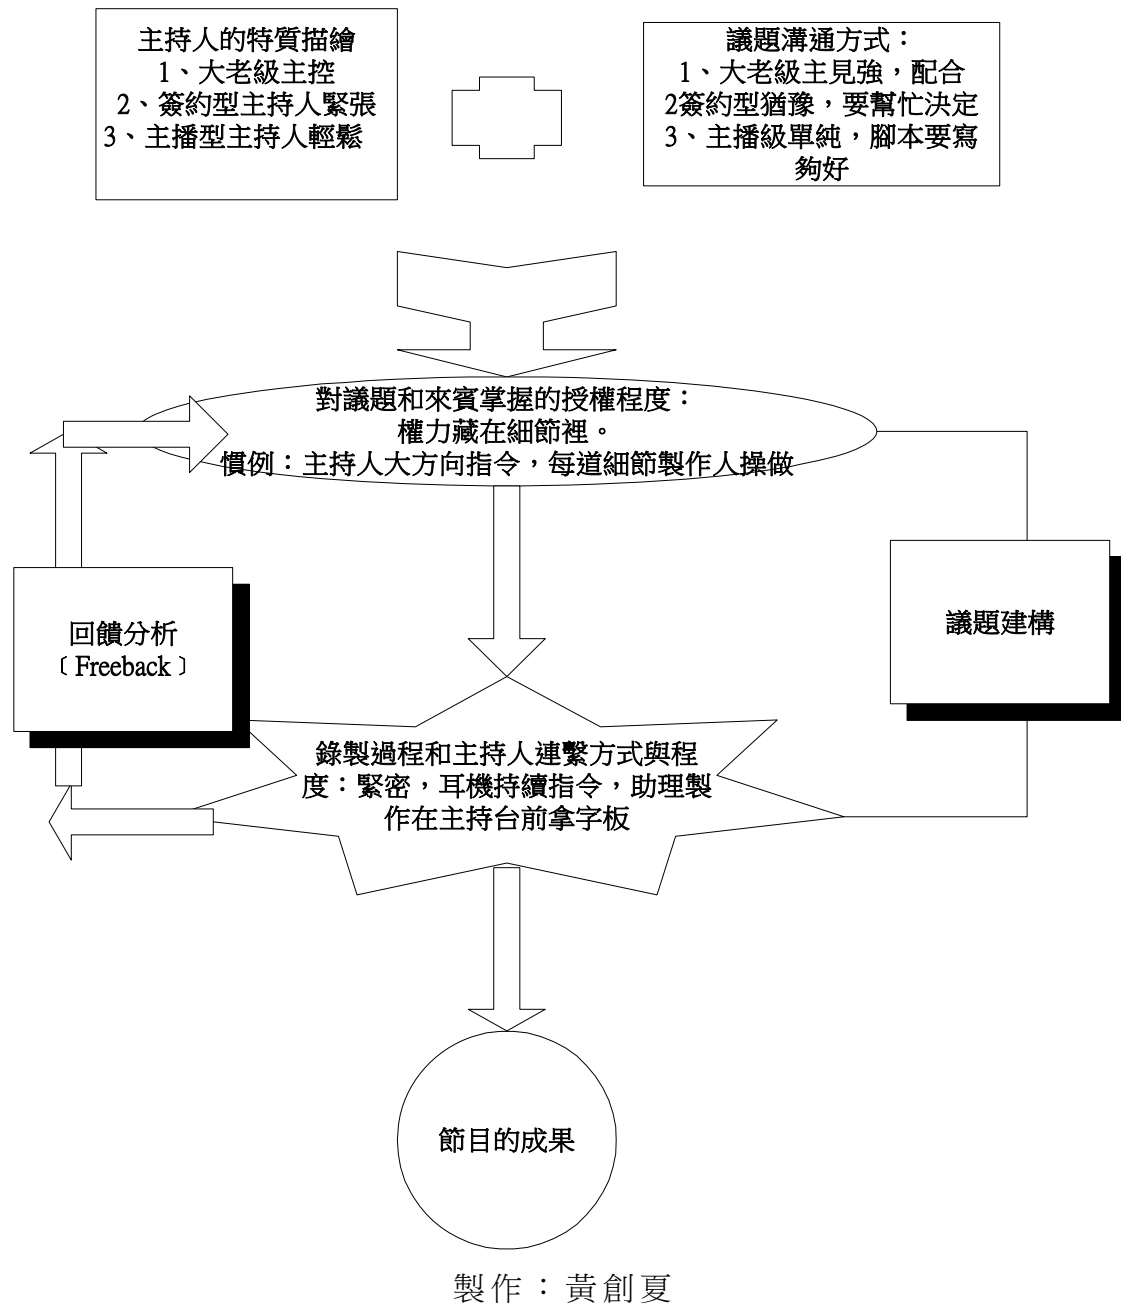 主持人的特質描繪
1、大老級主控
2、簽約型主持人緊張
3、主播型主持人輕鬆
議題溝通方式：
1、大老級主見強，配合
2簽約型猶豫，要幫忙決定
3、主播級單純，腳本要寫
夠好
對議題和來賓掌握的授權程度：
權力藏在細節裡。
慣例：主持人大方向指令，每道細節製作人操做
回饋分析
﹝Freeback﹞
議題建構
錄製過程和主持人連繫方式與程
度：緊密，耳機持續指令，助理製
作在主持台前拿字板
節目的成果
製作：黃創夏